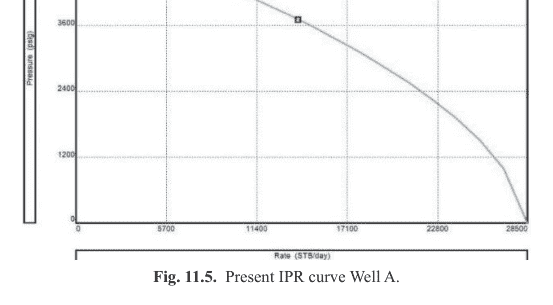 3600
Pressure (psig)
2400
1200
0
0 5700 11400 17100 22800 28500
Rate (STB/day)
Fig. 11.5. Present IPR curve Well A.